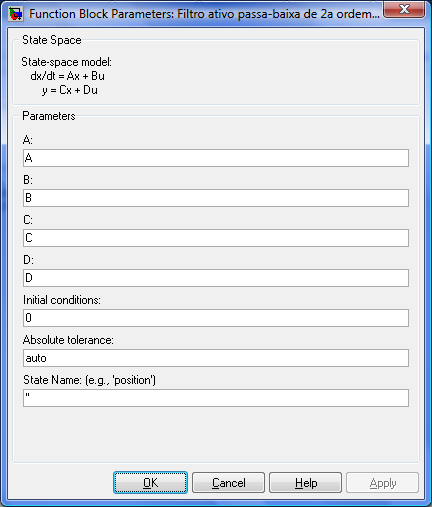 Function Block Parameters: Filtro ativo passa-baixa de 2a ordem...
State Space
State-space model:
dx/dt = Ax + Bu
y = Cx + Du
Parameters
A:
A
B:
B
C:
C
D:
D
Initial conditions:
0
Absolute tolerance:
auto
State Name: (e.g., 'position')
''
OK Cancel Help Apply